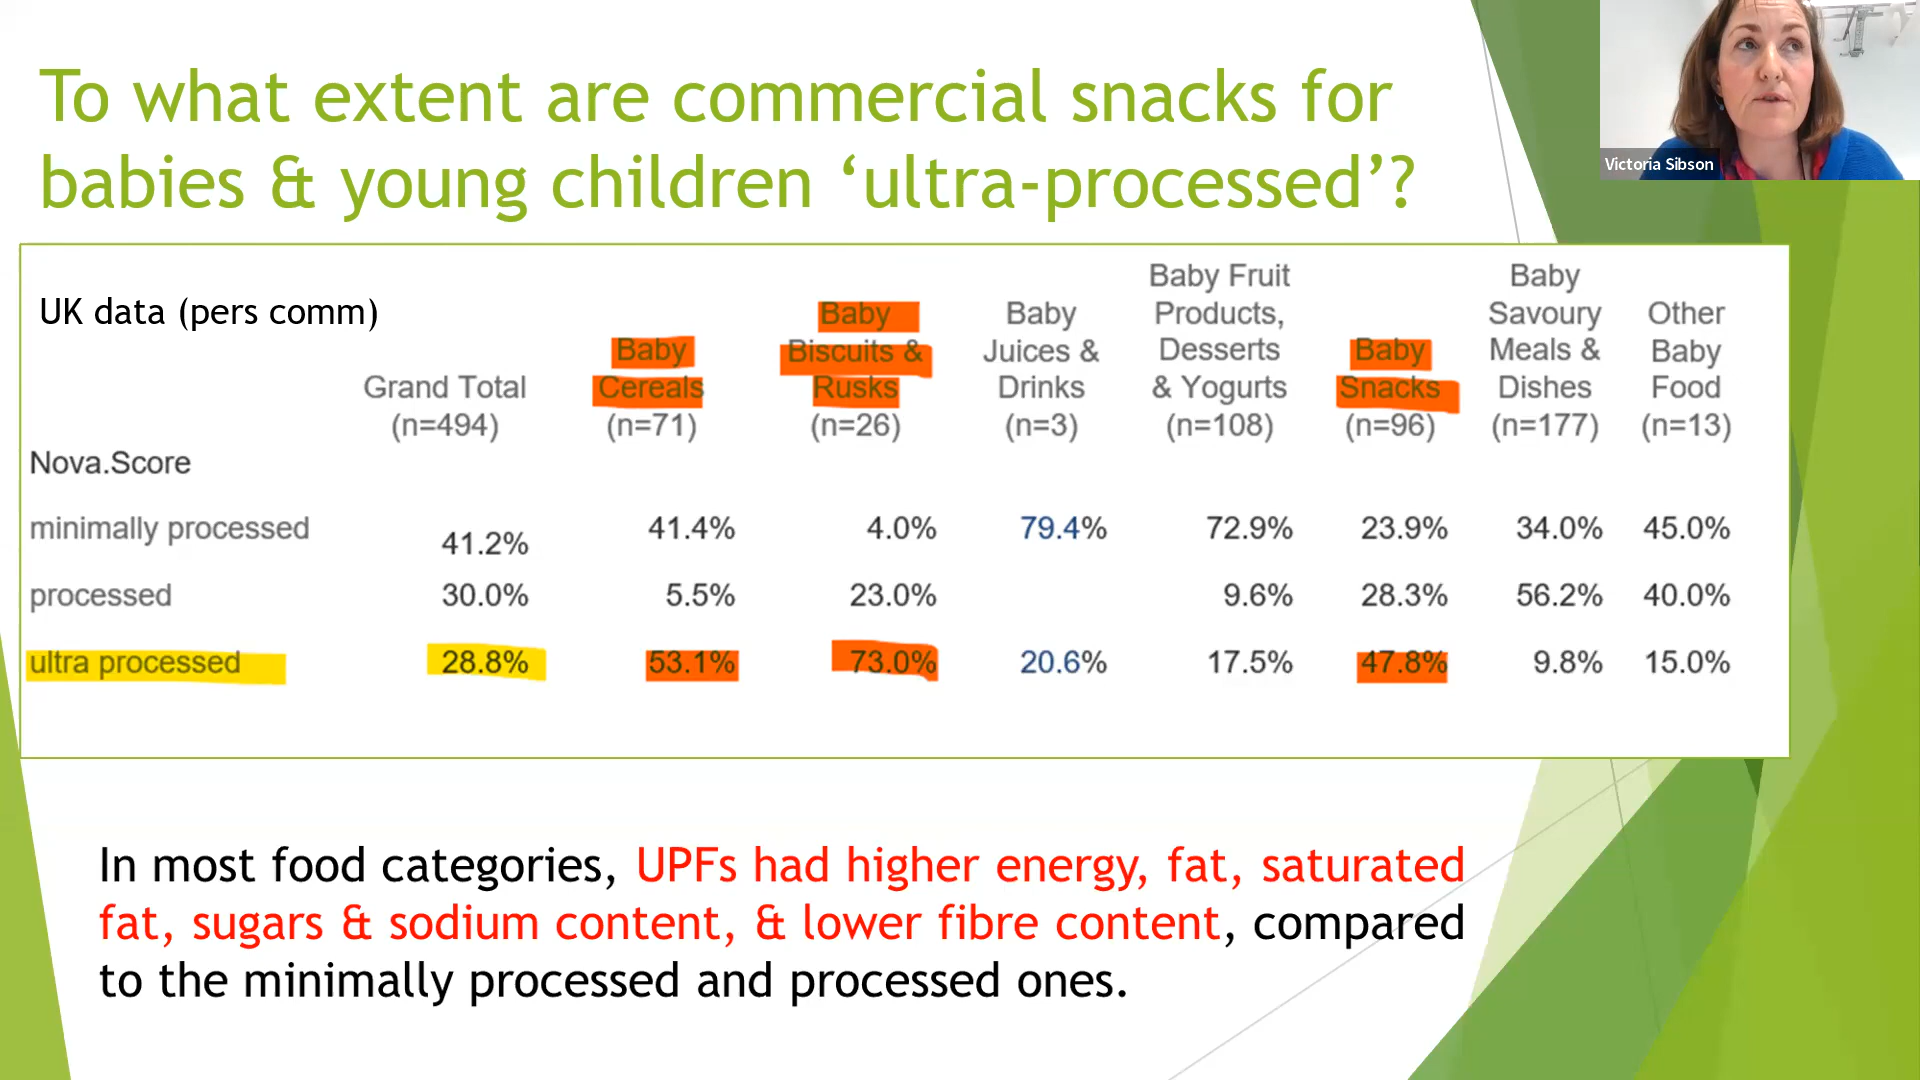 To what extent are commercial snacks for
babies & young children ‘ultra-processed’?
Victoria Sibson
UK data (pers comm)
Grand Total
(n=494)
Baby
Cereals
(n=71)
Baby
Biscuits &
Rusks
(n=26)
Baby
Juices &
Drinks
(n=3)
Baby Fruit
Products,
Desserts
& Yogurts
(n=108)
Baby
Snacks
(n=96)
Baby
Savoury
Meals &
Dishes
(n=177)
Other
Baby
Food
(n=13)
Nova.Score
minimally processed 41.2% 41.4% 4.0% 79.4% 72.9% 23.9% 34.0% 45.0%
processed 30.0% 5.5% 23.0% 9.6% 28.3% 56.2% 40.0%
ultra processed 28.8% 53.1% 73.0% 20.6% 17.5% 47.8% 9.8% 15.0%
In most food categories, UPFs had higher energy, fat, saturated
fat, sugars & sodium content, & lower fibre content, compared
to the minimally processed and processed ones.